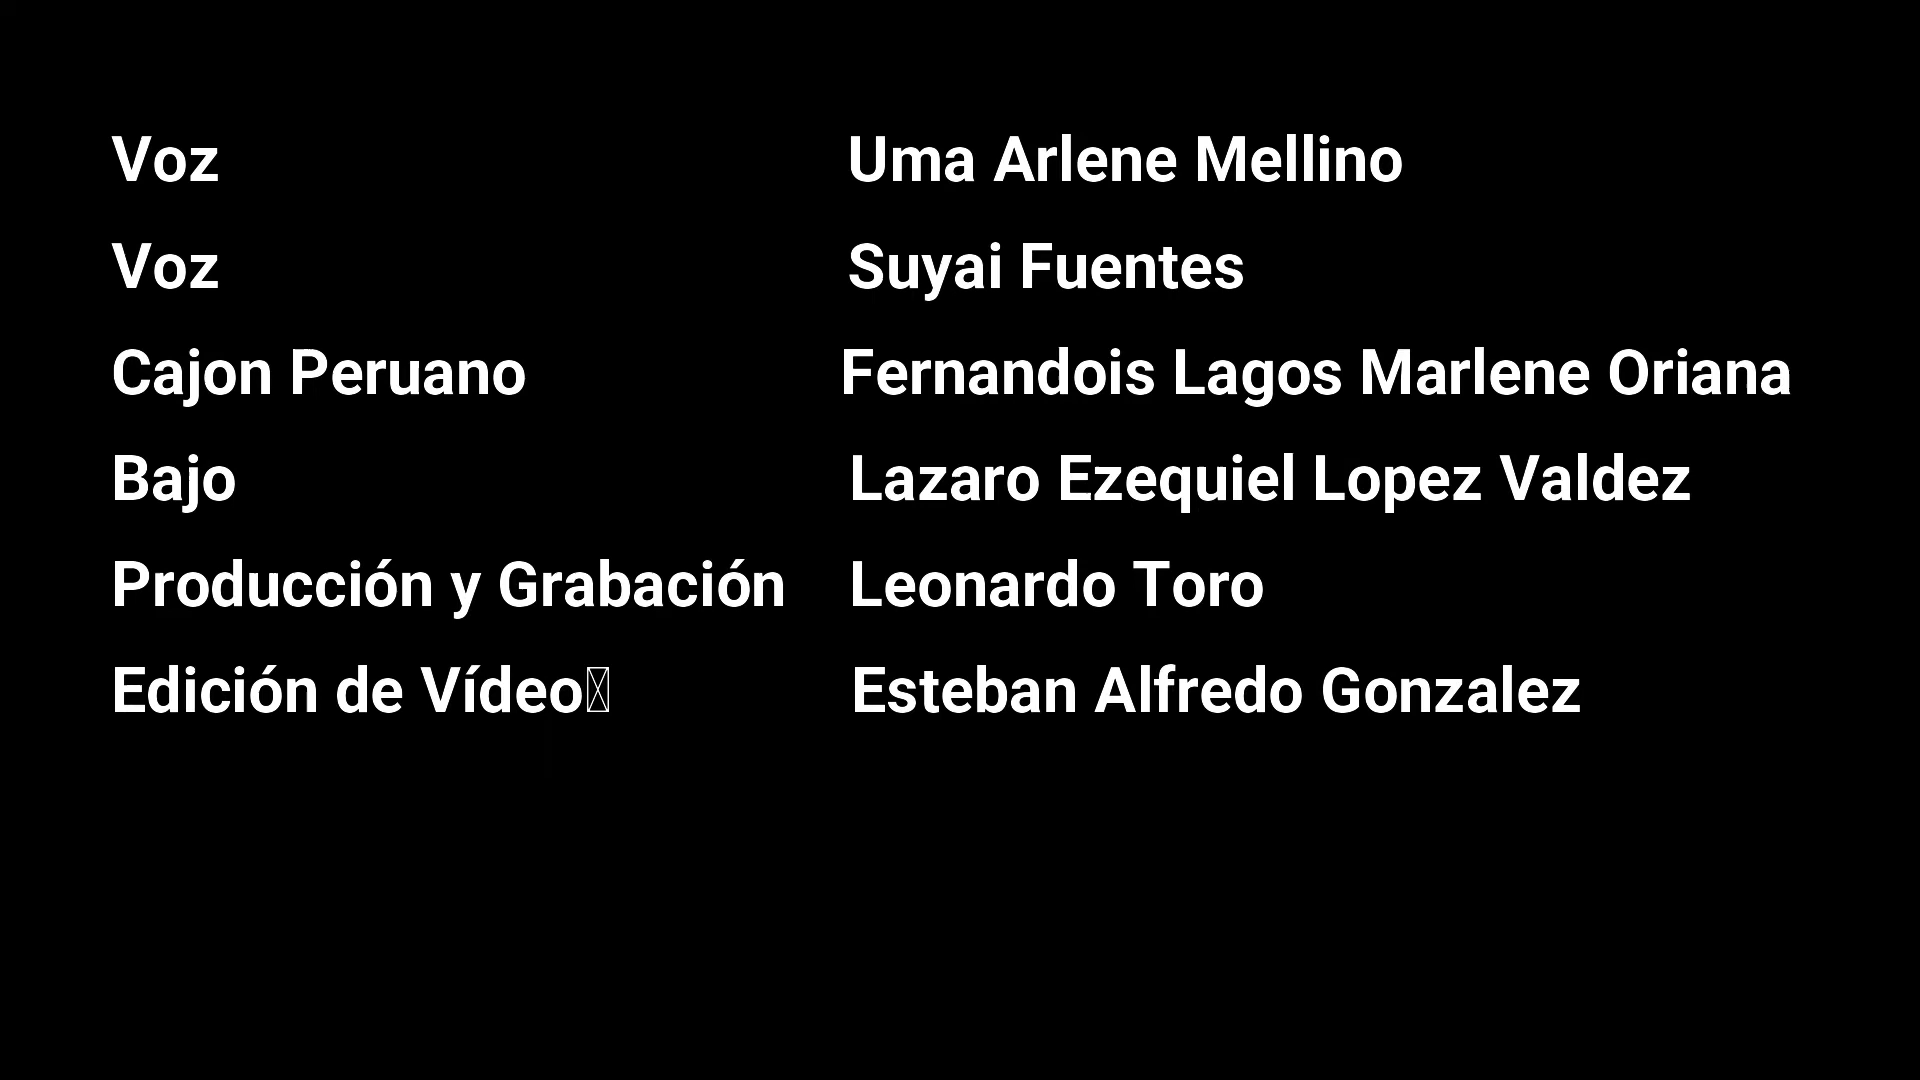 Voz Uma Arlene Mellino
Voz Suyai Fuentes
Cajon Peruano Fernandois Lagos Marlene Oriana
Bajo Lazaro Ezequiel Lopez Valdez
Producción y Grabación Leonardo Toro
Edición de Vídeo Esteban Alfredo Gonzalez